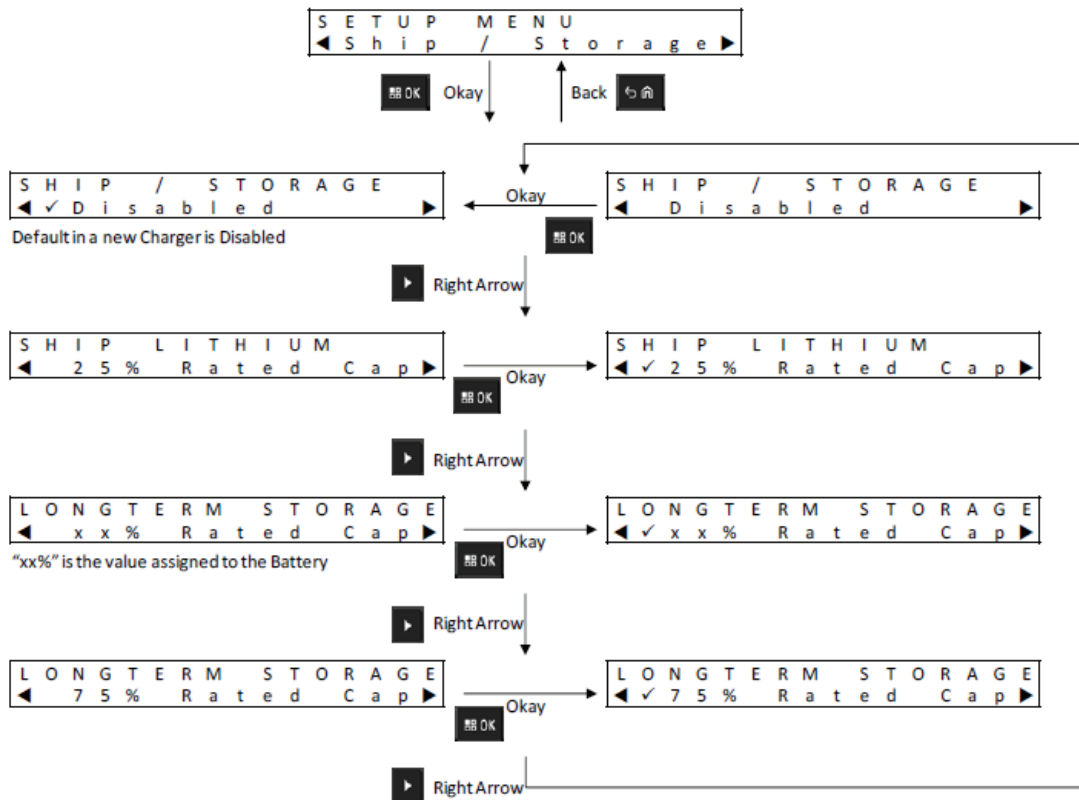 SETUP MENU
◀Ship / Storage▶
OK Okay
Back
SHIP / STORAGE
◀✓Disabled ▶
Okay
SHIP / STORAGE
◀ Disabled ▶
Default in a new Charger is Disabled
OK
Right Arrow
SHIP LITHIUM
◀ 25% Rated Cap▶
Okay
OK
SHIP LITHIUM
◀✓25% Rated Cap▶
Right Arrow
LONGTERM STORAGE
◀ xx% Rated Cap▶
Okay
OK
LONGTERM STORAGE
◀✓xx% Rated Cap▶
“xx%” is the value assigned to the Battery
Right Arrow
LONGTERM STORAGE
◀ 75% Rated Cap▶
Okay
OK
LONGTERM STORAGE
◀✓75% Rated Cap▶
Right Arrow